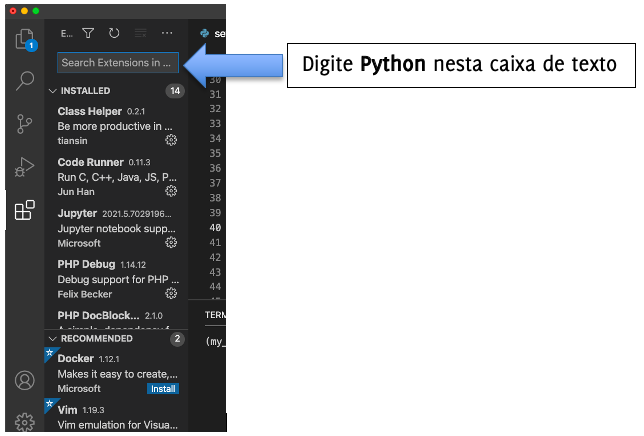 1
E...
se
Search Extensions in ...
Digite Python nesta caixa de texto
INSTALLED 14
Class Helper 0.2.1
Be more productive in ...
tiansin
Code Runner 0.11.3
Run C, C++, Java, JS, P...
Jun Han
Jupyter 2021.5.7029196...
Jupyter notebook supp...
Microsoft
PHP Debug 1.14.12
Debug support for PHP ...
Felix Becker
PHP DocBlock... 2.1.0
RECOMMENDED 2
Docker 1.12.1
Makes it easy to create,...
Microsoft Install
Vim 1.19.3
Vim emulation for Visua...
30
31
32
33
34
35
36
37
38
39
40
41
42
43
44
TERM
(my_